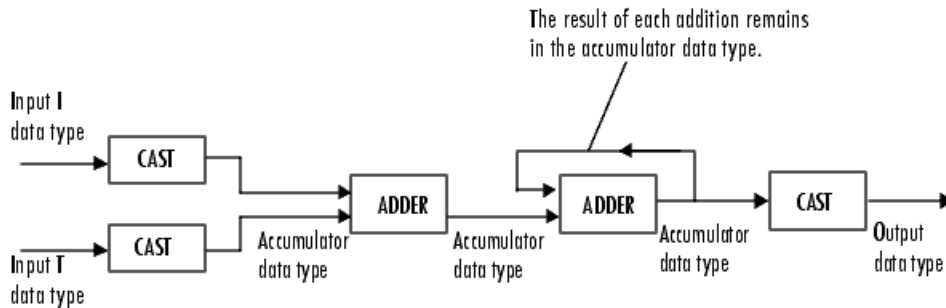 The result of each addition remains
in the accumulator data type.
Input I
data type
CAST
ADDER
ADDER
CAST
CAST
Input T
data type
Accumulator
data type
Accumulator
data type
Accumulator
data type
Output
data type